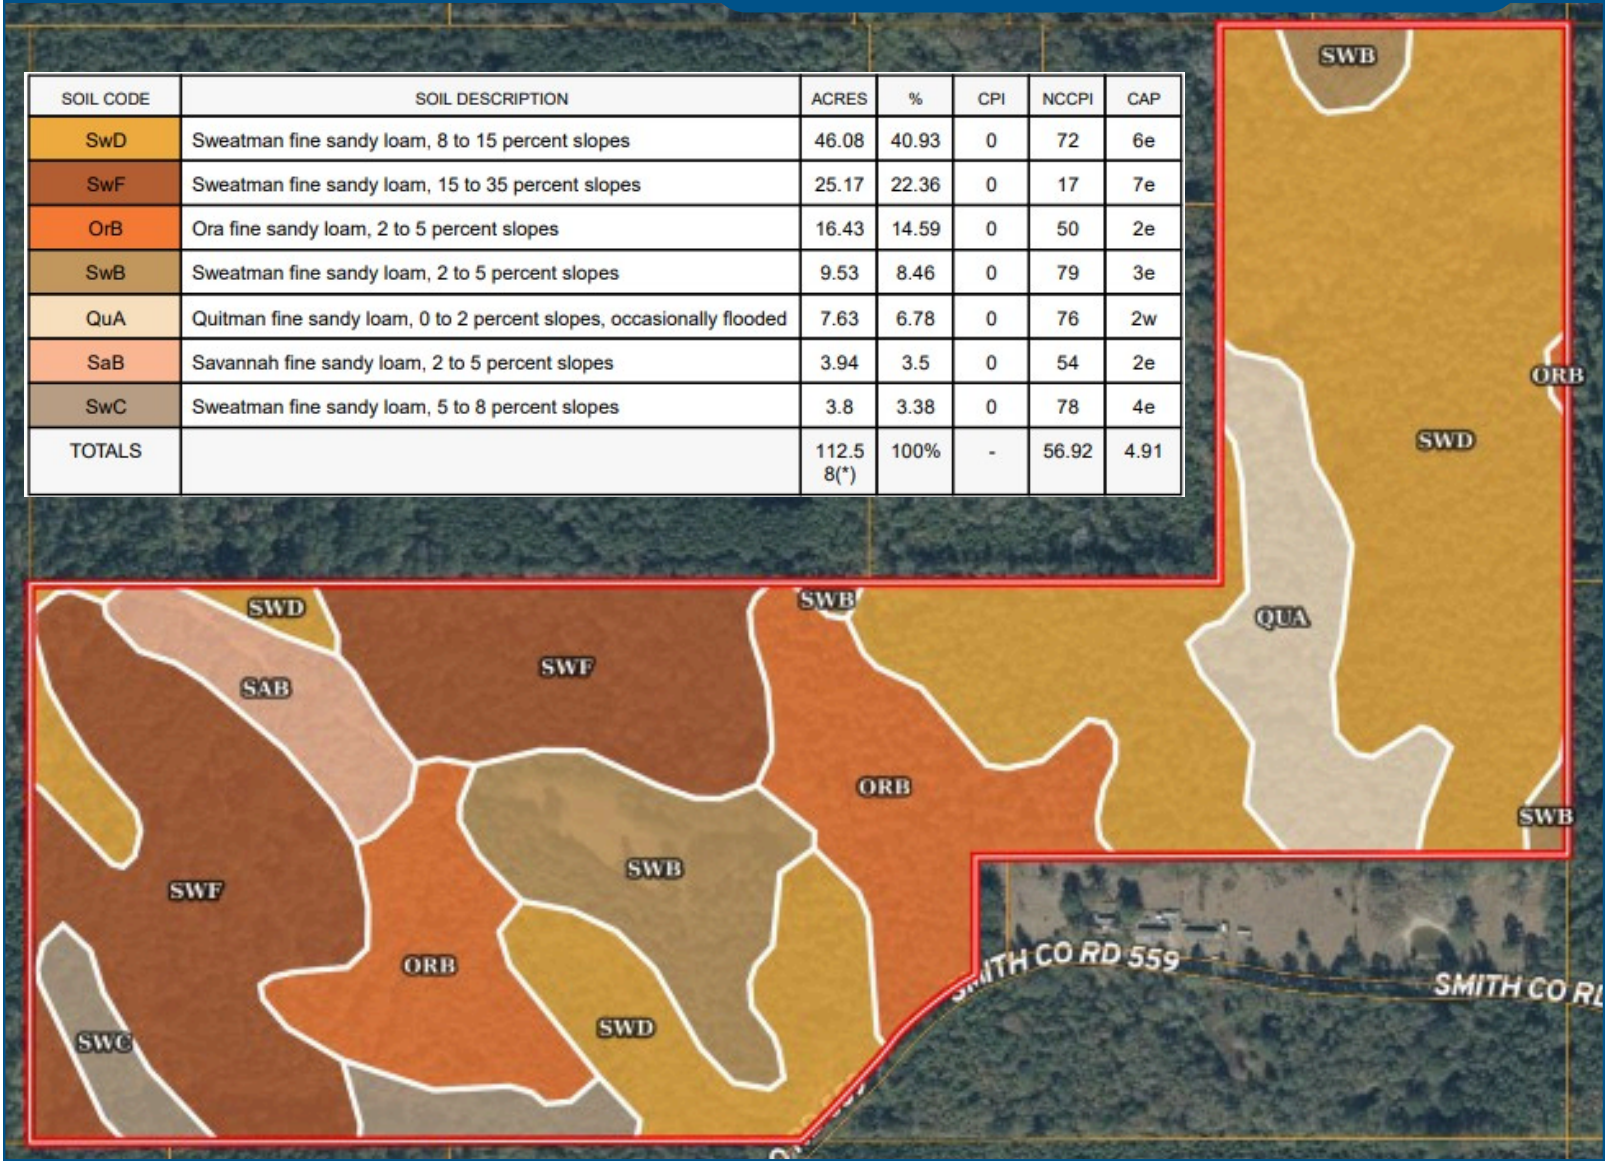 SOIL CODE SOIL DESCRIPTION ACRES % CPI NCCPI CAP
SwD Sweatman fine sandy loam, 8 to 15 percent slopes 46.08 40.93 0 72 6e
SwF Sweatman fine sandy loam, 15 to 35 percent slopes 25.17 22.36 0 17 7e
OrB Ora fine sandy loam, 2 to 5 percent slopes 16.43 14.59 0 50 2e
SwB Sweatman fine sandy loam, 2 to 5 percent slopes 9.53 8.46 0 79 3e
QuA Quitman fine sandy loam, 0 to 2 percent slopes, occasionally flooded 7.63 6.78 0 76 2w
SaB Savannah fine sandy loam, 2 to 5 percent slopes 3.94 3.5 0 54 2e
SwC Sweatman fine sandy loam, 5 to 8 percent slopes 3.8 3.38 0 78 4e
TOTALS 112.5 100% - 56.92 4.91
8(*)
SWB
ORB
SWD
SWD
SWB
QUA
SWF
SAB
ORB
SWB
SWB
SWF
ORB
SMITH CO RD 559
SMITH CO RD
SWD
SWC